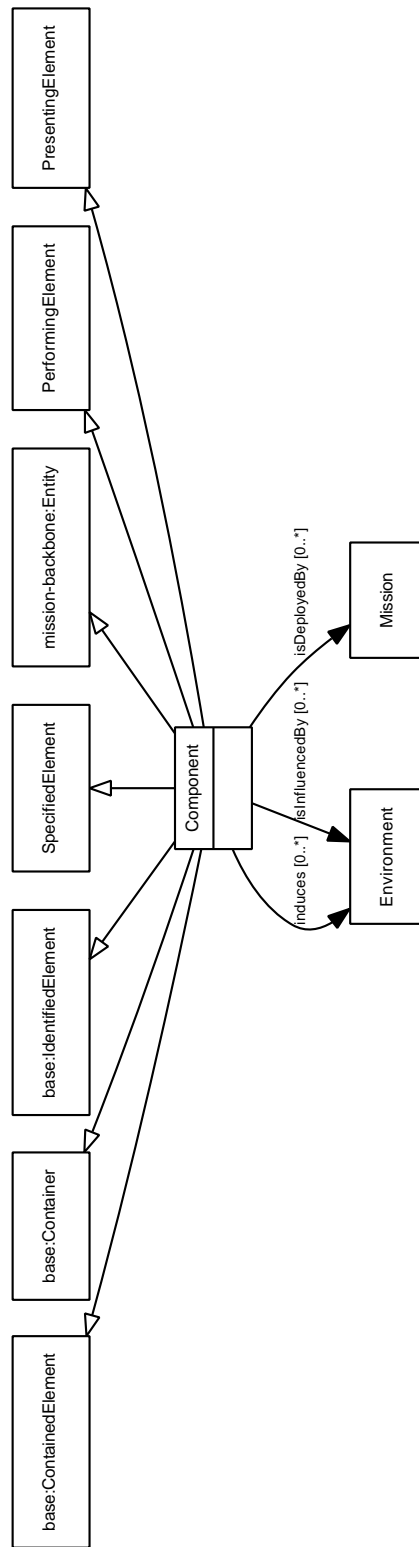 base:ContainedElement
base:Container
base:IdentifiedElement
SpecifiedElement
mission-backbone:Entity
PerformingElement
PresentingElement
Component
induces [0..*]
isInfluencedBy [0..*]
isDeployedBy [0..*]
Environment
Mission